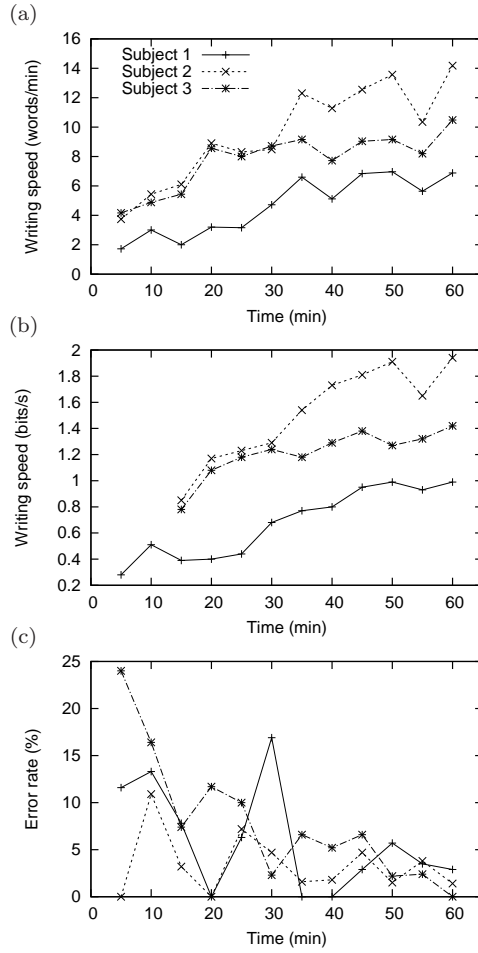 (a)
Writing speed (words/min)
16
14
12
10
8
6
4
2
0
Subject 1
Subject 2
Subject 3
0 10 20 30 40 50 60
Time (min)
(b)
Writing speed (bits/s)
2
1.8
1.6
1.4
1.2
1
0.8
0.6
0.4
0.2
0 10 20 30 40 50 60
Time (min)
(c)
Error rate (%)
25
20
15
10
5
0
0 10 20 30 40 50 60
Time (min)